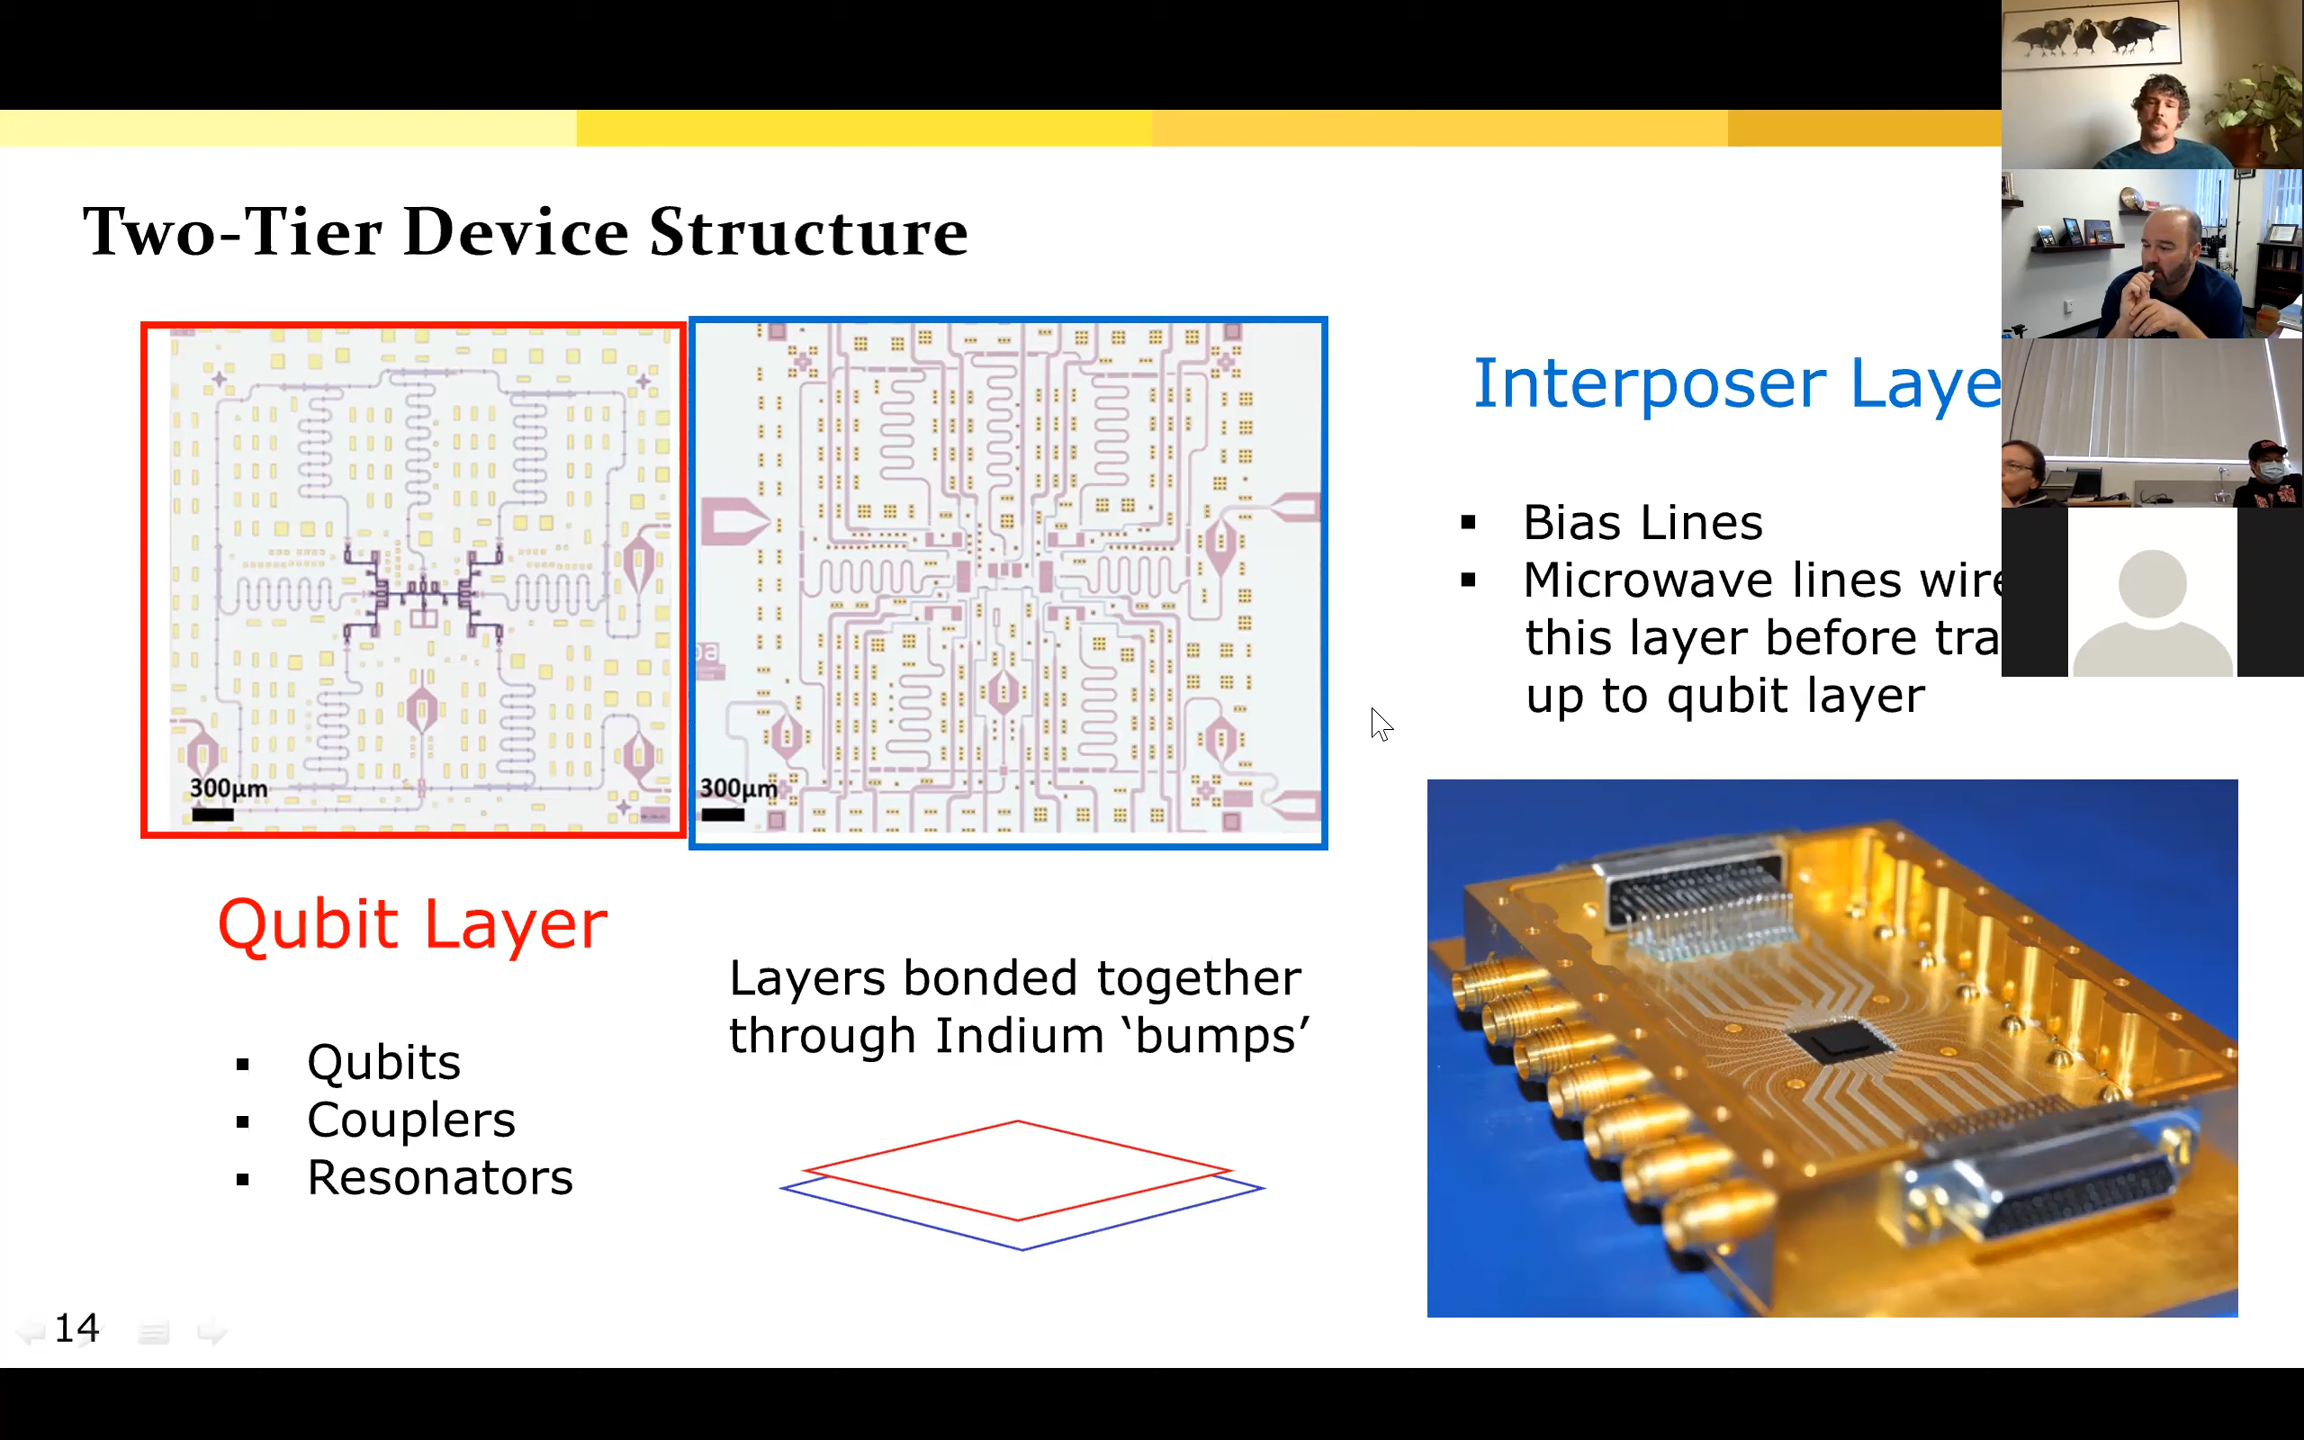 Two-Tier Device Structure
300µm
300µm
Qubit Layer
Qubits
Couplers
Resonators
Layers bonded together
through Indium ‘bumps’
Interposer Laye
Bias Lines
Microwave lines wire
this layer before tra
up to qubit layer
14